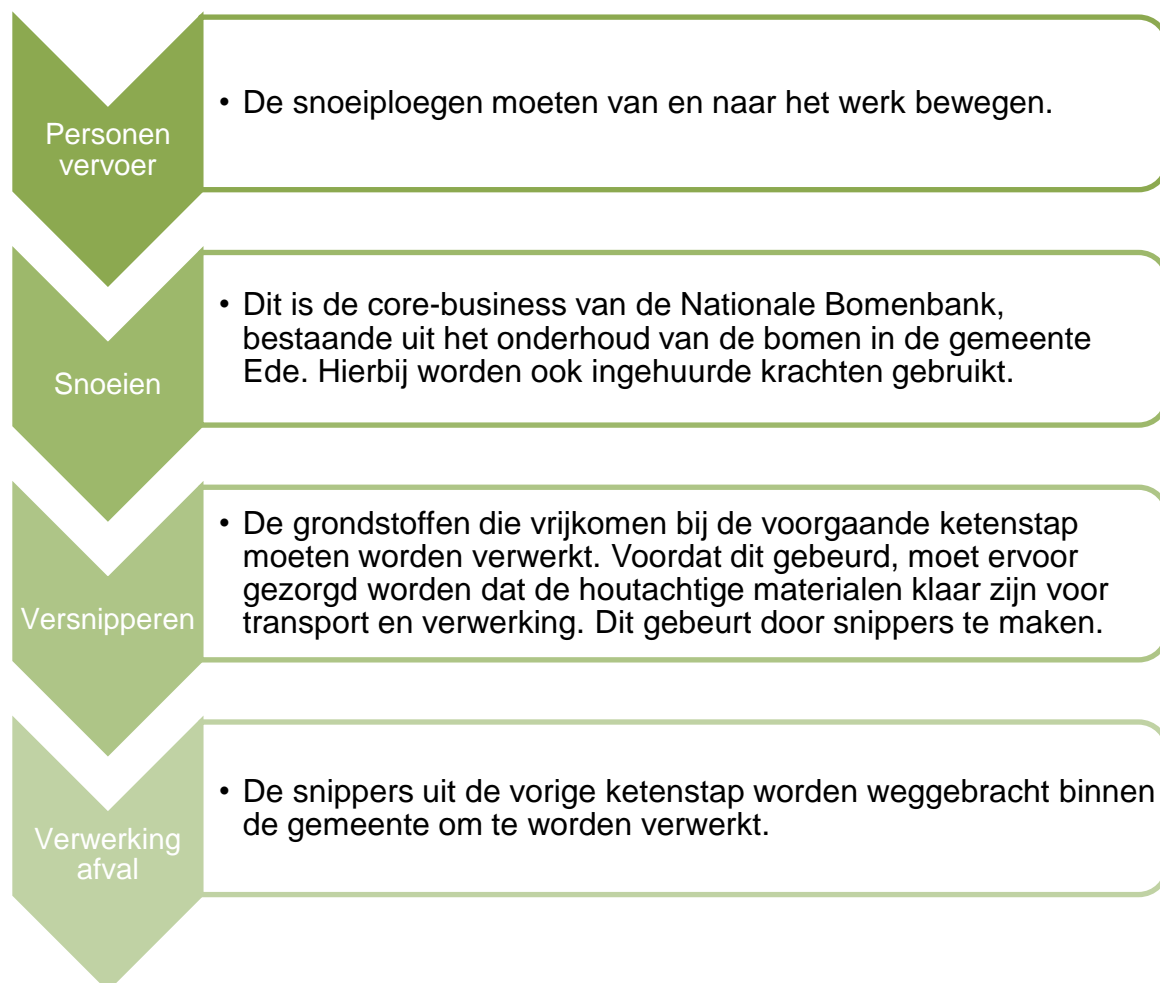 Personen
vervoer
• De snoeiploegen moeten van en naar het werk bewegen.
Snoeien
• Dit is de core-business van de Nationale Bomenbank,
bestaande uit het onderhoud van de bomen in de gemeente
Ede. Hierbij worden ook ingehuurde krachten gebruikt.
Versnipperen
• De grondstoffen die vrijkomen bij de voorgaande ketenstap
moeten worden verwerkt. Voordat dit gebeurd, moet ervoor
gezorgd worden dat de houtachtige materialen klaar zijn voor
transport en verwerking. Dit gebeurt door snippers te maken.
Verwerking
afval
• De snippers uit de vorige ketenstap worden weggebracht binnen
de gemeente om te worden verwerkt.